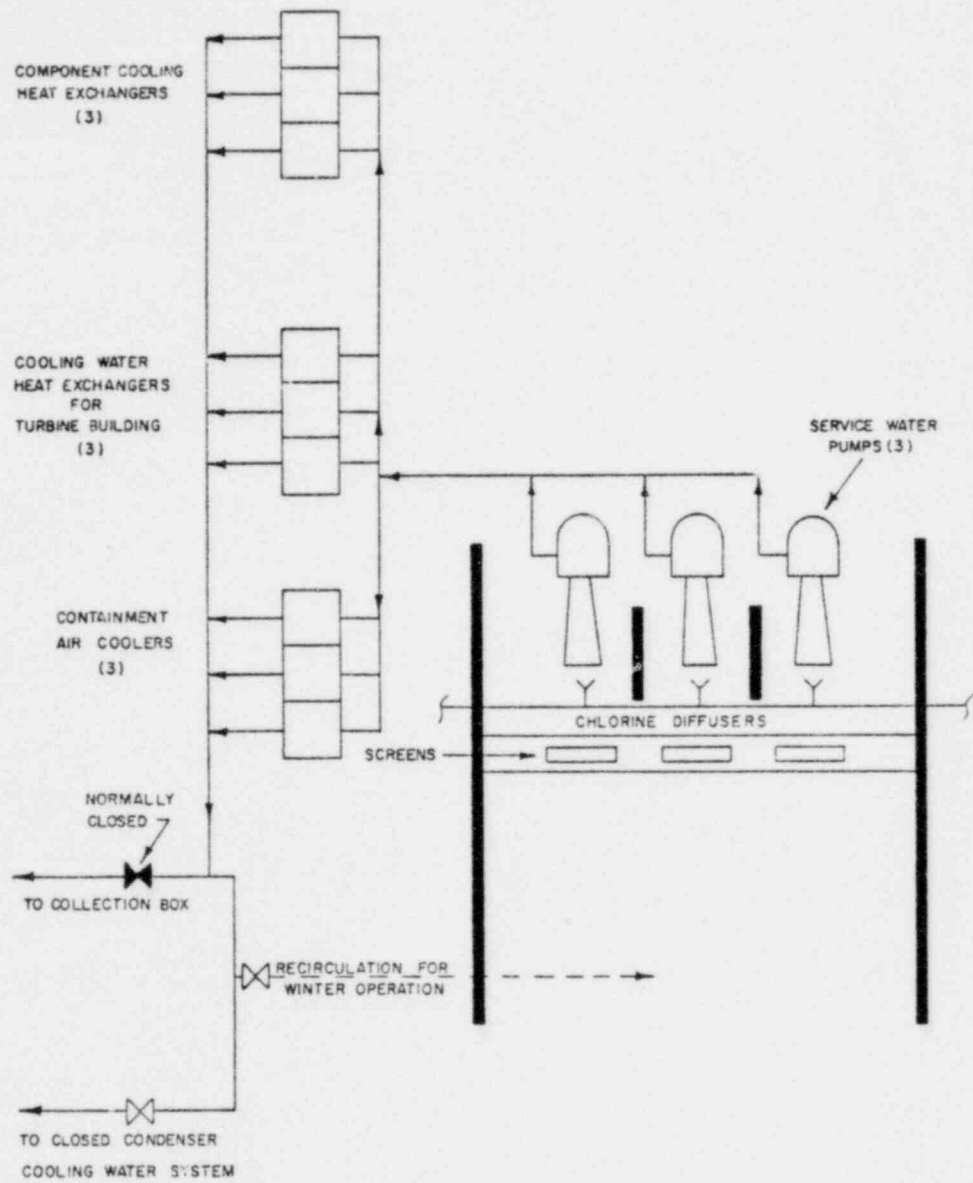 COMPONENT COOLING
HEAT EXCHANGERS
(3)
COOLING WATER
HEAT EXCHANGERS
FOR
TURBINE BUILDING
(3)
SERVICE WATER
PUMPS (3)
CONTAINMENT
AIR COOLERS
(3)
CHLORINE DIFFUSERS
SCREENS
NORMALLY
CLOSED
TO COLLECTION BOX
RECIRCULATION FOR
WINTER OPERATION
TO CLOSED CONDENSER
COOLING WATER SYSTEM